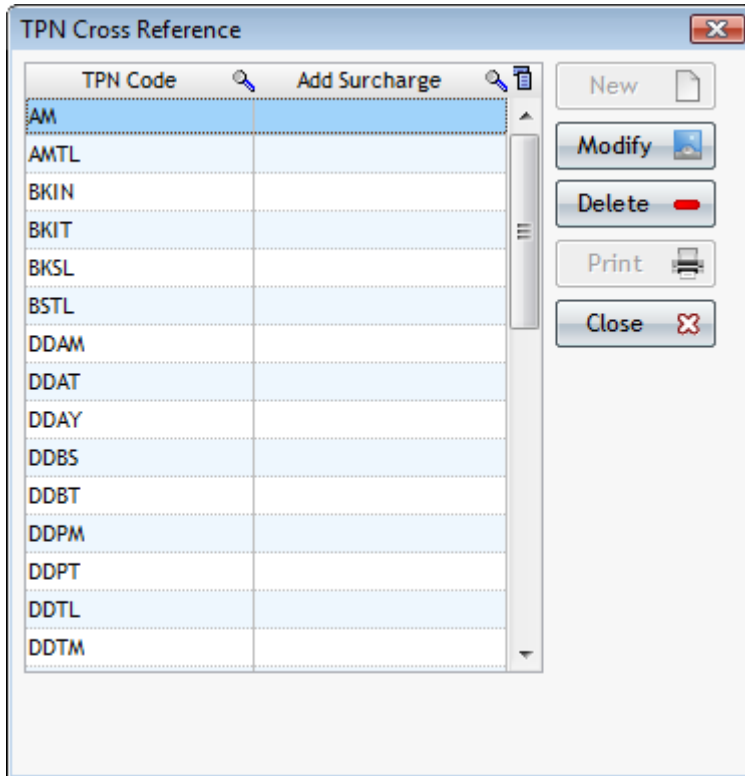 TPN Cross Reference
TPN Code Add Surcharge
AM
AMTL
BKIN
BKIT
BKSL
BSTL
DDAM
DDAT
DDAY
DDBS
DDBT
DDPM
DDPT
DDTL
DDTM
New
Modify
Delete
Print
Close